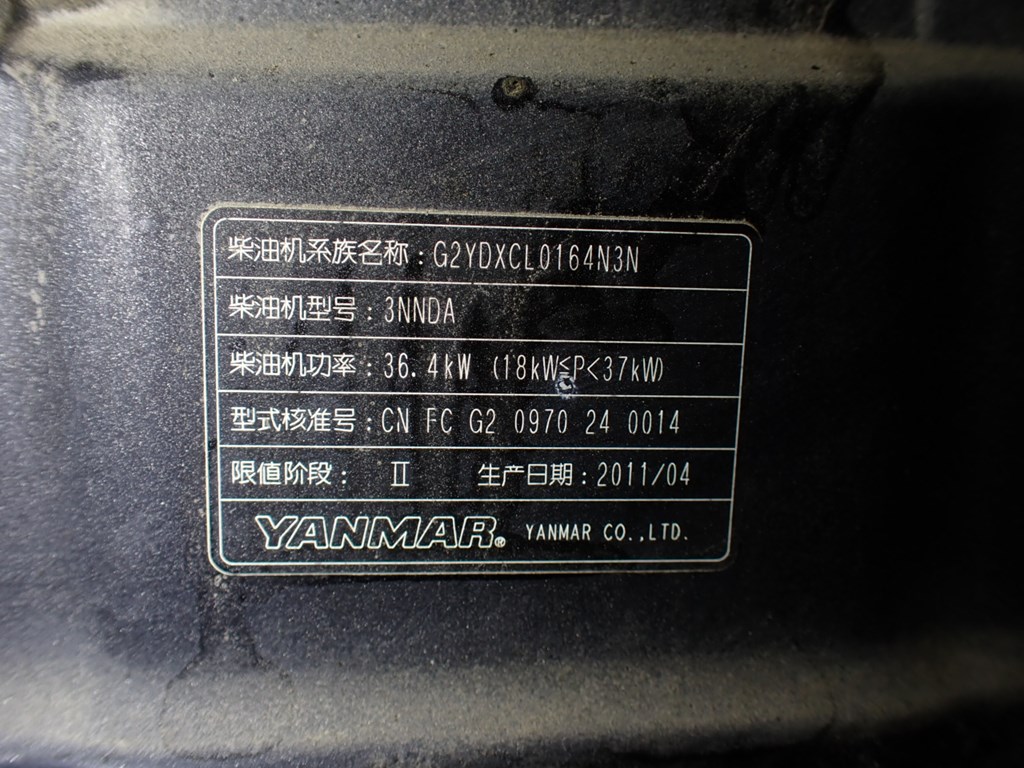 柴油机系族名称：G2YDXCL0164N3N
柴油机型号：3NNDA
柴油机功率：36.4kW (18kW≦P<37kW)
型式核准号：CN FC G2 0970 24 0014
限值阶段： Ⅱ 生产日期：2011/04
YANMAR® YANMAR CO.,LTD.